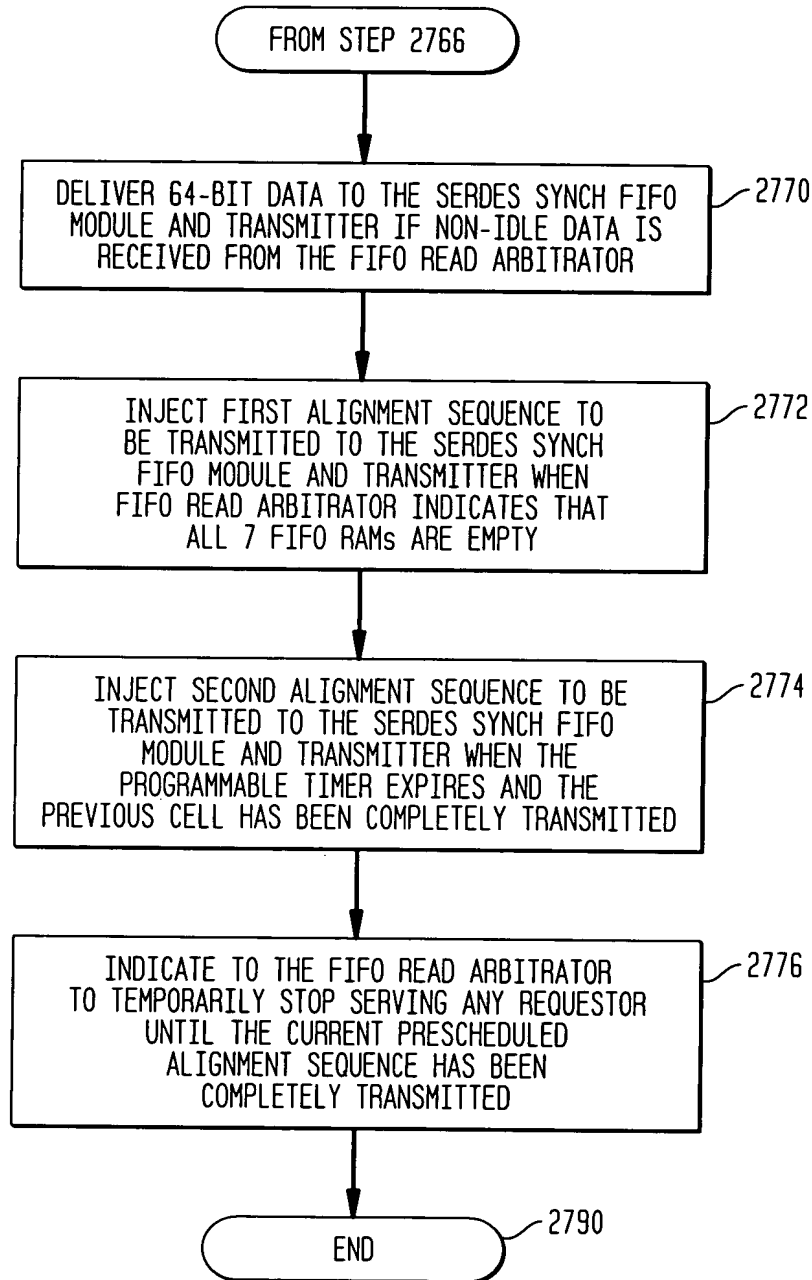 FROM STEP 2766
DELIVER 64-BIT DATA TO THE SERDES SYNCH FIFO
MODULE AND TRANSMITTER IF NON-IDLE DATA IS
RECEIVED FROM THE FIFO READ ARBITRATOR
2770
INJECT FIRST ALIGNMENT SEQUENCE TO
BE TRANSMITTED TO THE SERDES SYNCH
FIFO MODULE AND TRANSMITTER WHEN
FIFO READ ARBITRATOR INDICATES THAT
ALL 7 FIFO RAMs ARE EMPTY
2772
INJECT SECOND ALIGNMENT SEQUENCE TO BE
TRANSMITTED TO THE SERDES SYNCH FIFO
MODULE AND TRANSMITTER WHEN THE
PROGRAMMABLE TIMER EXPIRES AND THE
PREVIOUS CELL HAS BEEN COMPLETELY TRANSMITTED
2774
INDICATE TO THE FIFO READ ARBITRATOR
TO TEMPORARILY STOP SERVING ANY REQUESTOR
UNTIL THE CURRENT PRESCHEDULED
ALIGNMENT SEQUENCE HAS BEEN
COMPLETELY TRANSMITTED
2776
END
2790